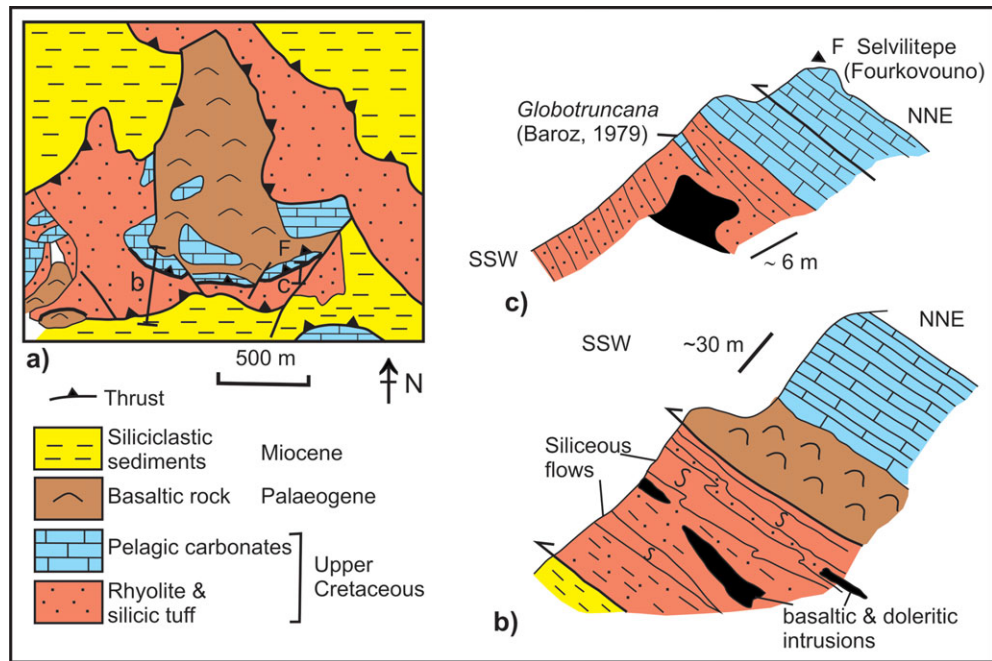 b
F
c
a)
500 m
N
Thrust
Siliciclastic
sediments
Miocene
Basaltic rock
Palaeogene
Pelagic carbonates
Upper
Cretaceous
Rhyolite &
silicic tuff
F Selvilitepe
(Fourkovouno)
NNE
Globotruncana
(Baroz, 1979)
SSW
~ 6 m
c)
SSW
~30 m
NNE
Siliceous
flows
S
S
s
basaltic & doleritic
intrusions
b)